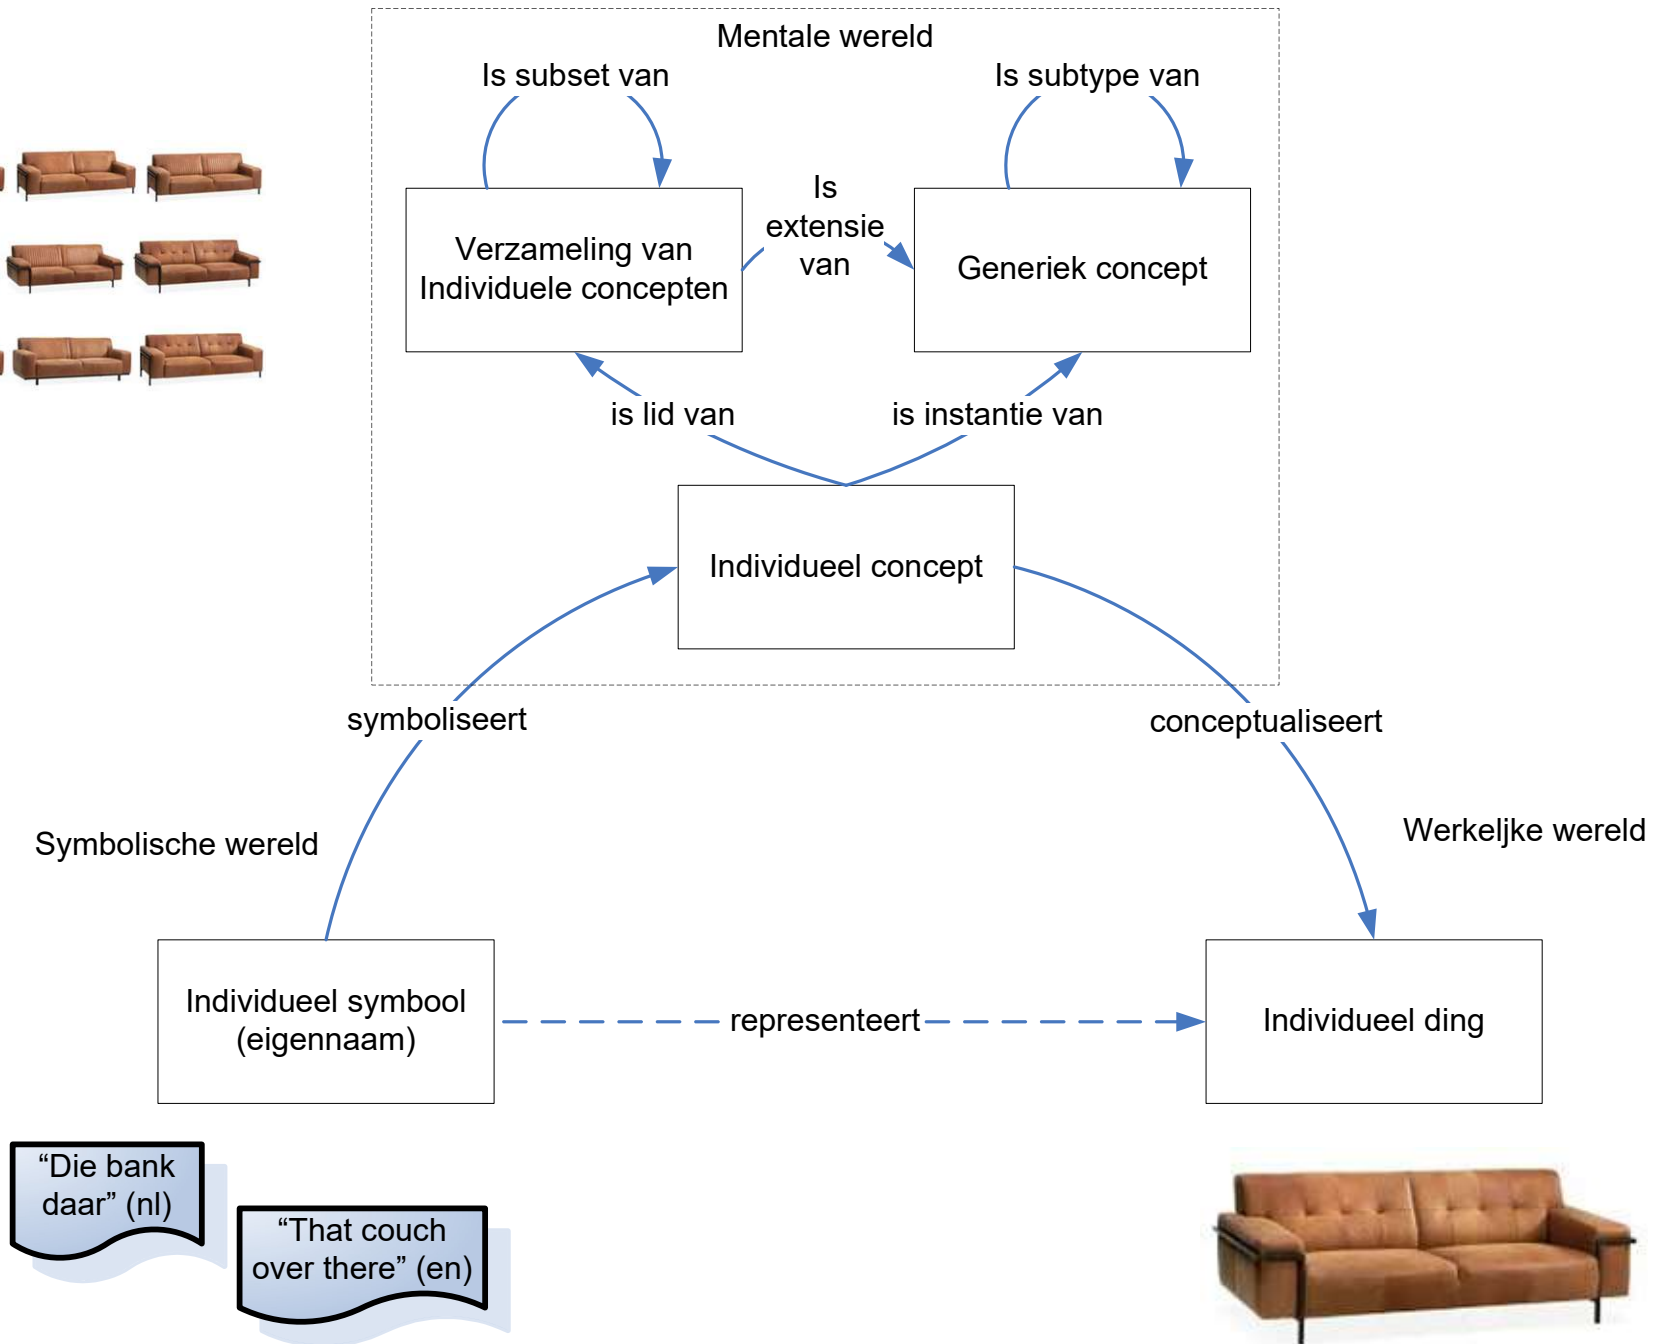 Mentale wereld
Is subset van
Is subtype van
Is
extensie
van
Verzameling van
Individuele concepten
Generiek concept
is lid van
is instantie van
Individueel concept
symboliseert
conceptualiseert
Symbolische wereld
Werkeljke wereld
Individueel symbool
(eigennaam)
representeert
Individueel ding
“Die bank
daar” (nl)
“That couch
over there” (en)